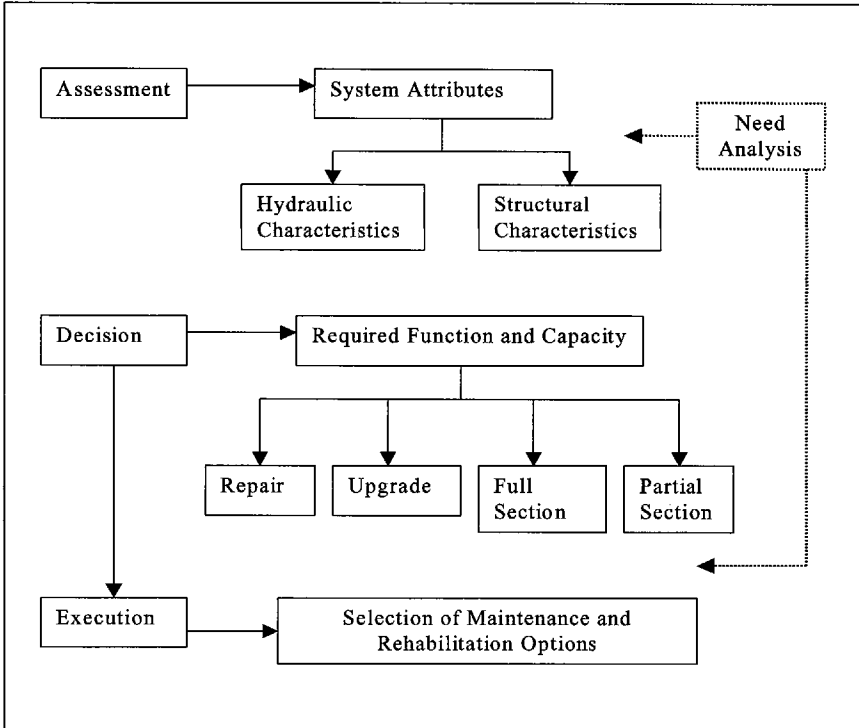 Assessment
System Attributes
Need
Analysis
Hydraulic
Characteristics
Structural
Characteristics
Decision
Required Function and Capacity
Repair
Upgrade
Full
Section
Partial
Section
Execution
Selection of Maintenance and
Rehabilitation Options